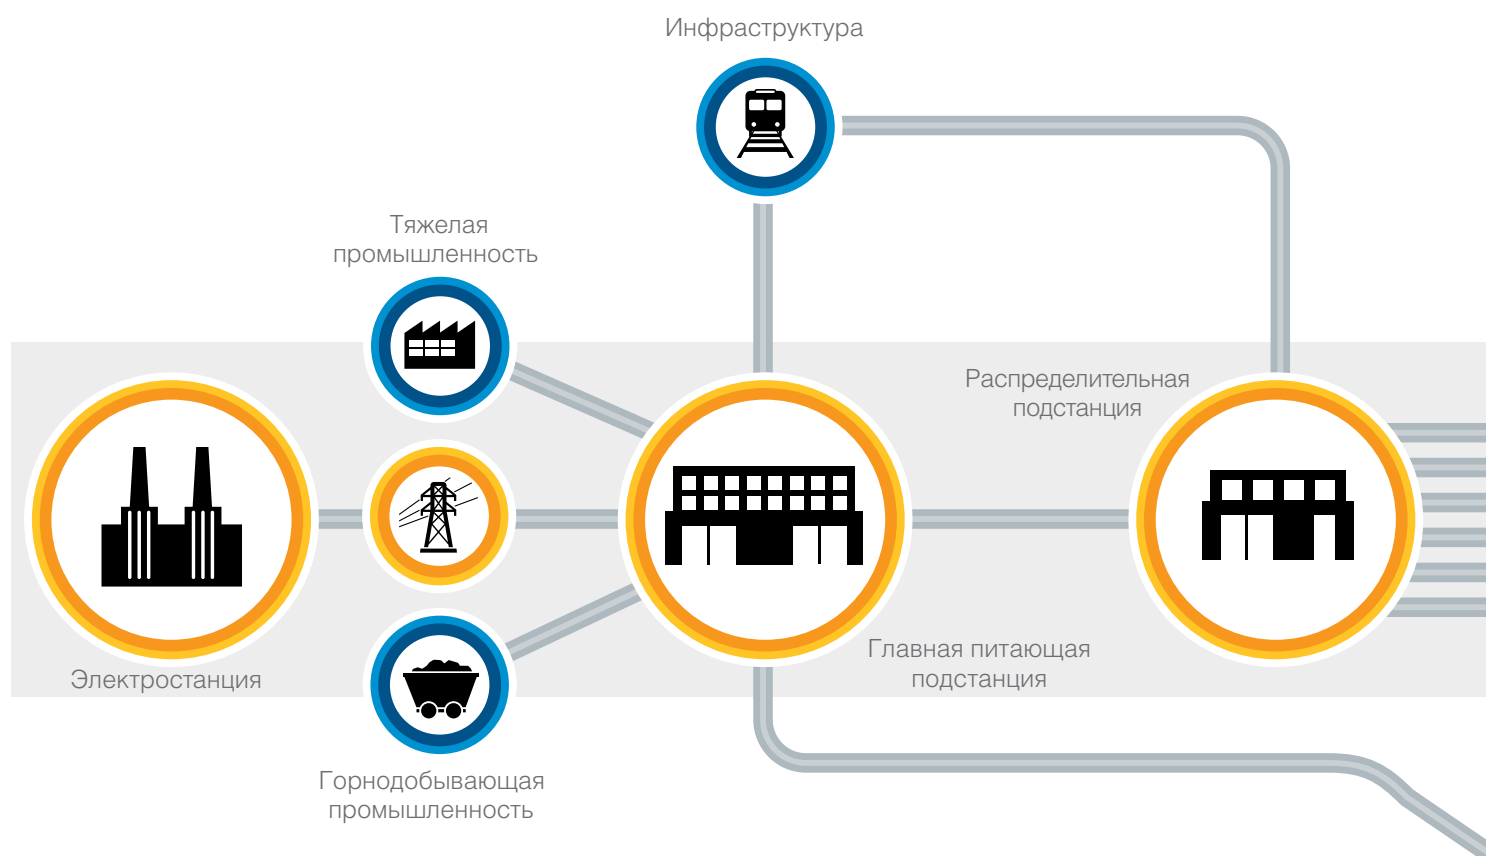 Инфраструктура
Тяжелая
промышленность
Распределительная
подстанция
Электростанция
Главная питающая
подстанция
Горнодобывающая
промышленность